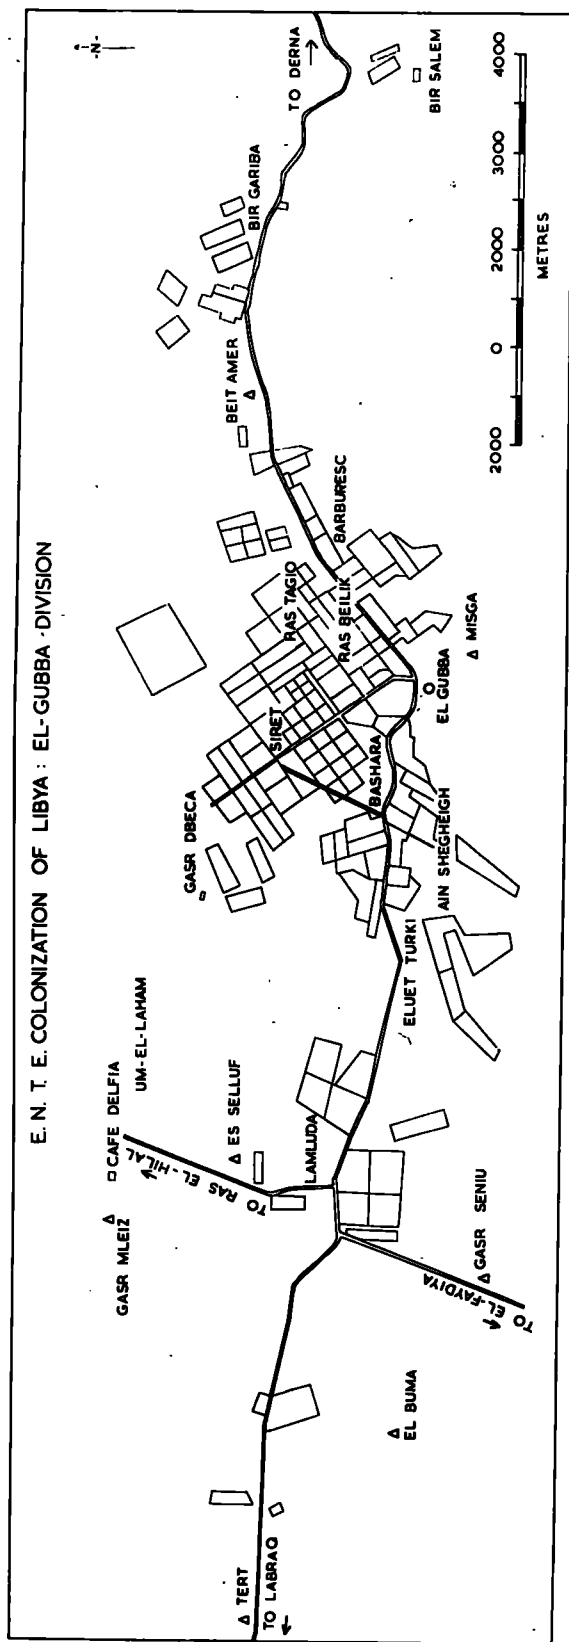 E. N. T. E. COLONIZATION OF LIBYA : EL-GUBBA - DIVISION
-N-
CAFE DELFIA
UM-EL-LAHAM
GASR MLEIZ
TO RAS EL-HILAL
ES SELLUF
LAMLUDA
TERT
TO LABRAQ
EL BUMA
GASR SENIU
TO EL-FAYDIYA
GASR DBECA
SIRET
BASHARA
ELUET TURKI
AIN SHEGHEIGH
RAS TAGIO
RAS BEILIK
EL GUBBA
MISGA
BARBURESC
BEIT AMER
BIR GARIBA
TO DERNA
BIR SALEM
2000 0 2000 3000 4000
METRES